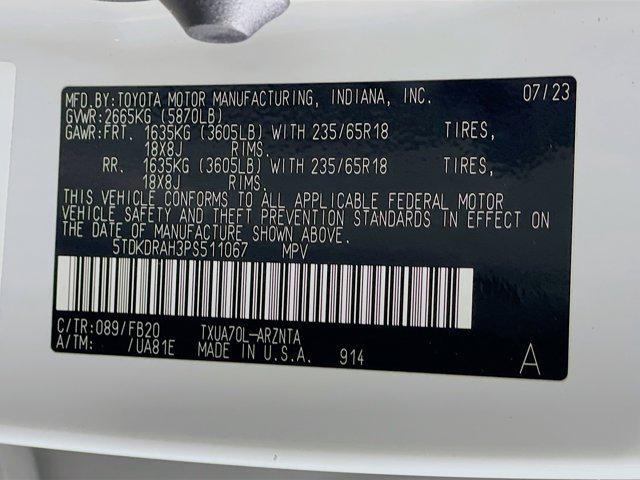 MFD.BY:TOYOTA MOTOR MANUFACTURING, INDIANA, INC. 07/23
GVWR:2665KG (5870LB)
GAWR:FRT. 1635KG (3605LB) WITH 235/65R18 TIRES,
18X8J RIMS.
RR. 1635KG (3605LB) WITH 235/65R18 TIRES,
18X8J RIMS.
THIS VEHICLE CONFORMS TO ALL APPLICABLE FEDERAL MOTOR
VEHICLE SAFETY AND THEFT PREVENTION STANDARDS IN EFFECT ON
THE DATE OF MANUFACTURE SHOWN ABOVE.
5TDKDRAH3PS511067 MPV
C/TR:089/FB20 TXUA70L-ARZNTA
A/TM: /UA81E MADE IN U.S.A. 914 A